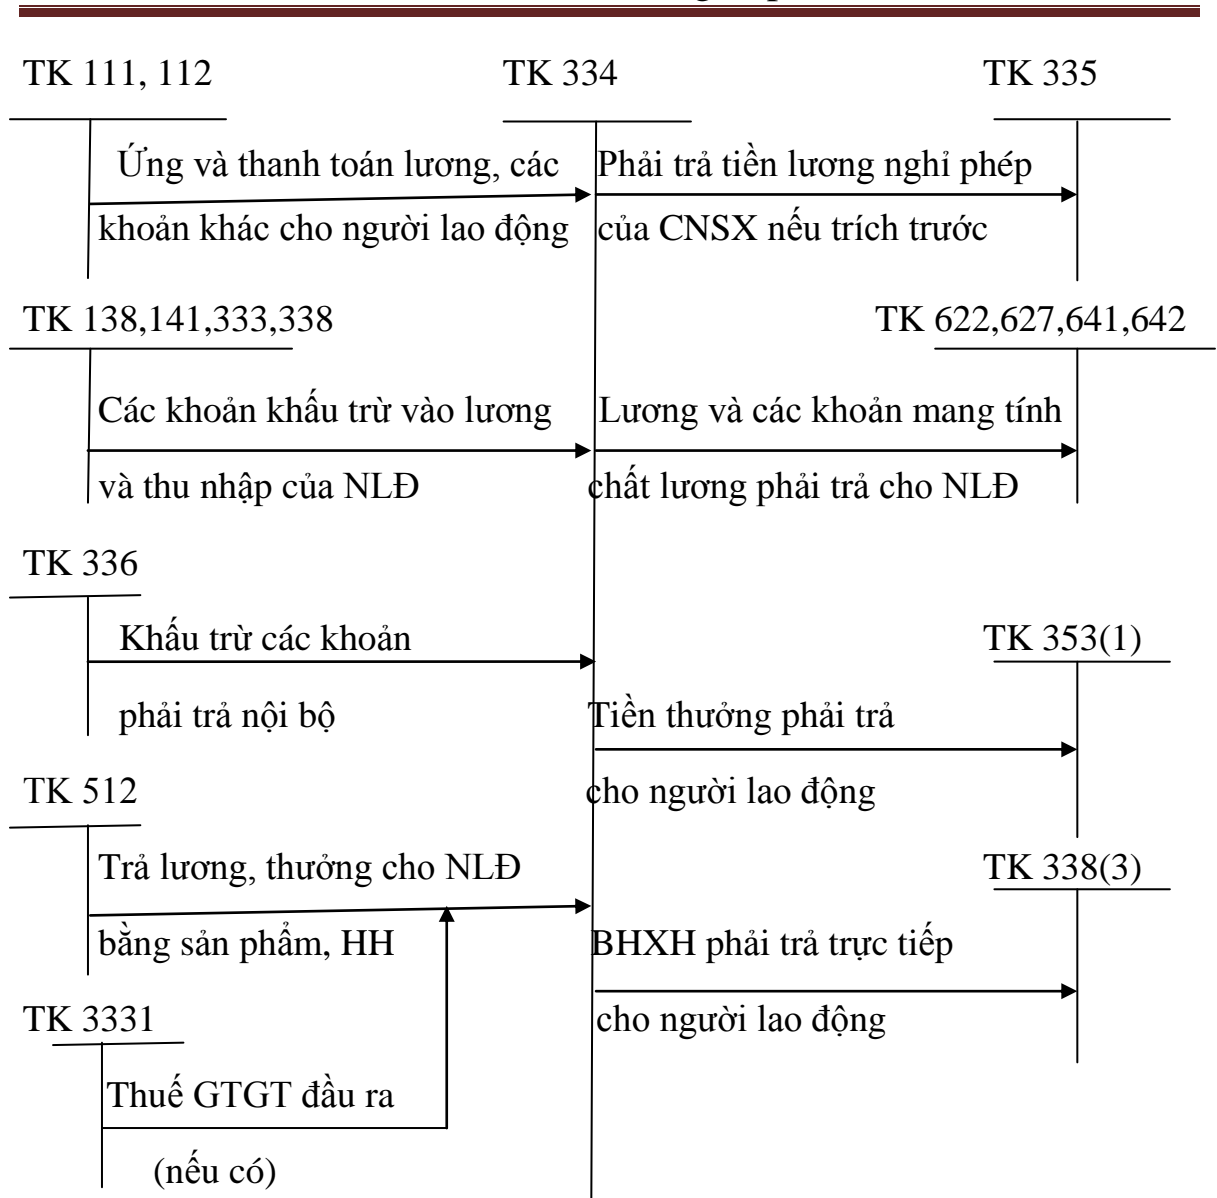 TK 111, 112
TK 334
TK 335
Ứng và thanh toán lương, các
khoản khác cho người lao động
Phải trả tiền lương nghỉ phép
của CNSX nếu trích trước
TK 138,141,333,338
TK 622,627,641,642
Các khoản khấu trừ vào lương
và thu nhập của NLĐ
Lương và các khoản mang tính
chất lương phải trả cho NLĐ
TK 336
Khấu trừ các khoản
phải trả nội bộ
TK 353(1)
Tiền thưởng phải trả
cho người lao động
TK 512
Trả lương, thưởng cho NLĐ
bằng sản phẩm, HH
TK 338(3)
BHXH phải trả trực tiếp
cho người lao động
TK 3331
Thuế GTGT đầu ra
(nếu có)